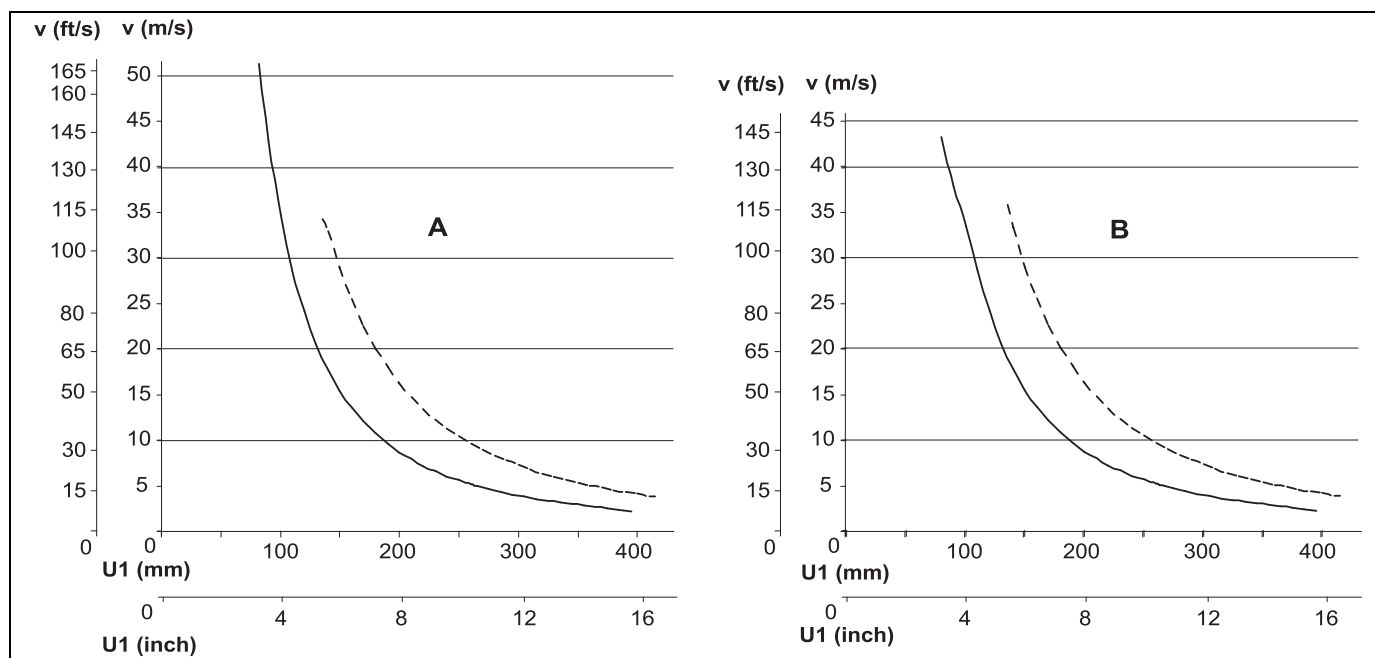 v (ft/s) v (m/s)
165 50
160 45
145 40
130 35
115 30
100 25
80 20
65 15
50 10
30 5
15
0 0 100 200 300 400
U1 (mm)
0 4 8 12 16
U1 (inch)
A
v (ft/s) v (m/s)
145 45
130 40
115 35
100 30
80 25
65 20
50 15
30 10
15 5
0 0 100 200 300 400
U1 (mm)
0 4 8 12 16
U1 (inch)
B